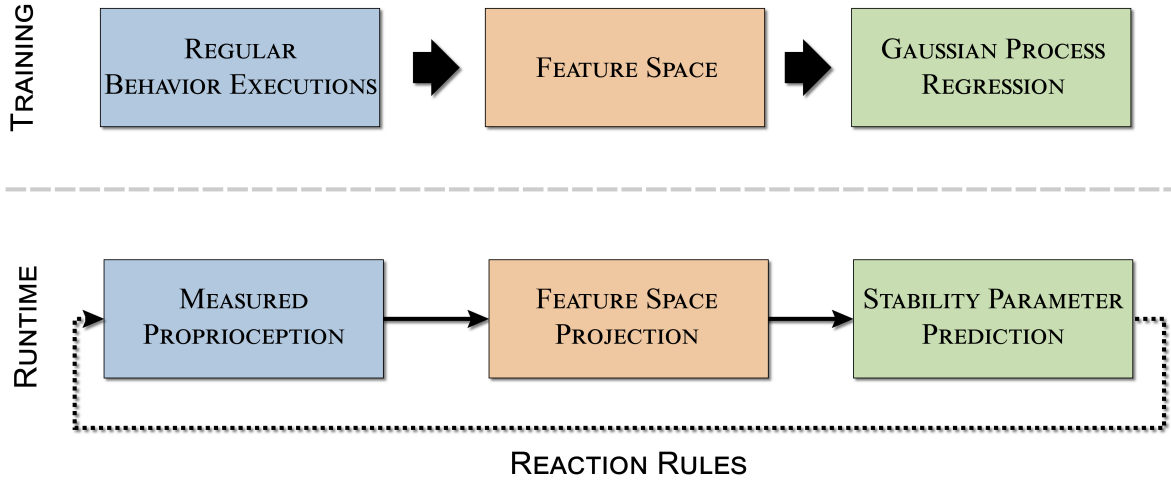 TRAINING
REGULAR
BEHAVIOR EXECUTIONS
FEATURE SPACE
GAUSSIAN PROCESS
REGRESSION
RUNTIME
MEASURED
PROPRIOCEPTION
FEATURE SPACE
PROJECTION
STABILITY PARAMETER
PREDICTION
REACTION RULES